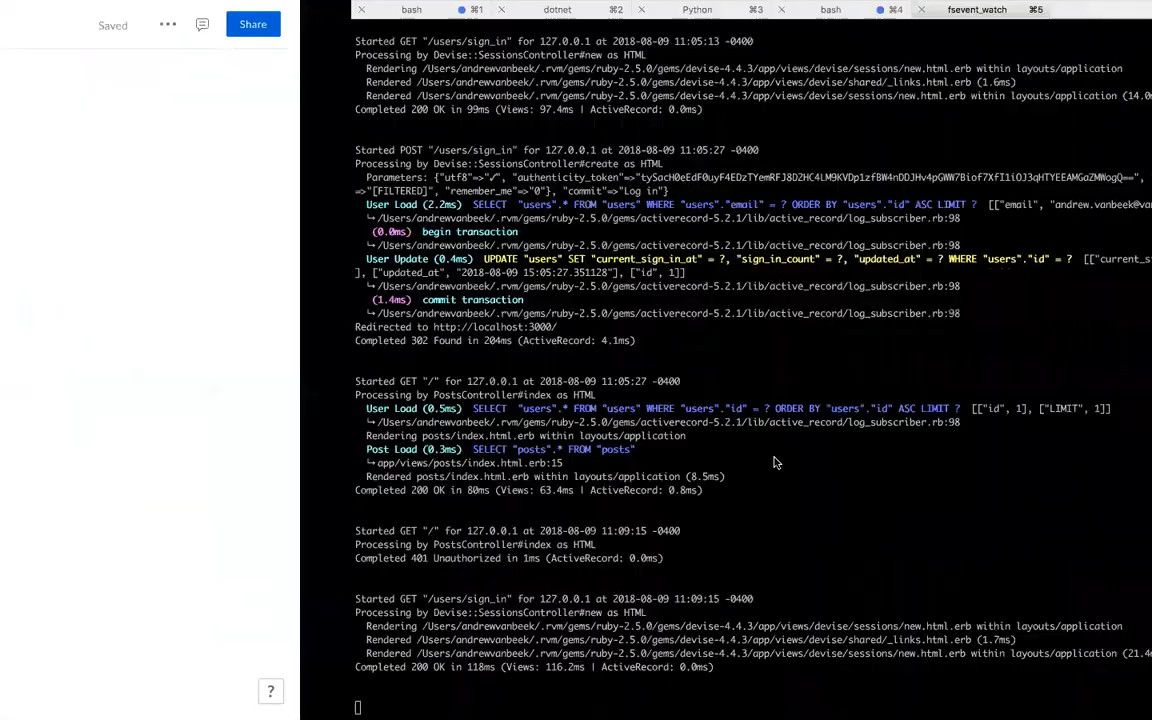 Saved
Share
?
bash ⌘1
dotnet ⌘2
Python ⌘3
bash ⌘4
fsevent_watch ⌘5
Started GET "/users/sign_in" for 127.0.0.1 at 2018-08-09 11:05:13 -0400
Processing by Devise::SessionsController#new as HTML
Rendering /Users/andrewvanbeek/.rvm/gems/ruby-2.5.0/gems/devise-4.4.3/app/views/devise/sessions/new.html.erb within layouts/application
Rendered /Users/andrewvanbeek/.rvm/gems/ruby-2.5.0/gems/devise-4.4.3/app/views/devise/shared/_links.html.erb (1.6ms)
Rendered /Users/andrewvanbeek/.rvm/gems/ruby-2.5.0/gems/devise-4.4.3/app/views/devise/sessions/new.html.erb within layouts/application (14.0m
Completed 200 OK in 99ms (Views: 97.4ms | ActiveRecord: 0.0ms)
Started POST "/users/sign_in" for 127.0.0.1 at 2018-08-09 11:05:27 -0400
Processing by Devise::SessionsController#create as HTML
Parameters: {"utf8"=>"✓", "authenticity_token"=>
=>"[FILTERED]", "remember_me"=>"0"}, "commit"=>"Log in"}
User Load (2.2ms) SELECT "users".* FROM "users" WHERE "users"."email" = ? ORDER BY "users"."id" ASC LIMIT ? [["email", "andrew.vanbeek@va
↳ /Users/andrewvanbeek/.rvm/gems/ruby-2.5.0/gems/activerecord-5.2.1/lib/active_record/log_subscriber.rb:98
(0.0ms) begin transaction
↳ /Users/andrewvanbeek/.rvm/gems/ruby-2.5.0/gems/activerecord-5.2.1/lib/active_record/log_subscriber.rb:98
User Update (0.4ms) UPDATE "users" SET "current_sign_in_at" = ?, "sign_in_count" = ?, "updated_at" = ? WHERE "users"."id" = ? [["current_s
], ["updated_at", "2018-08-09 15:05:27.351128"], ["id", 1]]
↳ /Users/andrewvanbeek/.rvm/gems/ruby-2.5.0/gems/activerecord-5.2.1/lib/active_record/log_subscriber.rb:98
(1.4ms) commit transaction
↳ /Users/andrewvanbeek/.rvm/gems/ruby-2.5.0/gems/activerecord-5.2.1/lib/active_record/log_subscriber.rb:98
Redirected to http://localhost:3000/
Completed 302 Found in 204ms (ActiveRecord: 4.1ms)
Started GET "/" for 127.0.0.1 at 2018-08-09 11:05:27 -0400
Processing by PostsController#index as HTML
User Load (0.5ms) SELECT "users".* FROM "users" WHERE "users"."id" = ? ORDER BY "users"."id" ASC LIMIT ? [["id", 1], ["LIMIT", 1]]
↳ /Users/andrewvanbeek/.rvm/gems/ruby-2.5.0/gems/activerecord-5.2.1/lib/active_record/log_subscriber.rb:98
Rendering posts/index.html.erb within layouts/application
Post Load (0.3ms) SELECT "posts".* FROM "posts"
↳ app/views/posts/index.html.erb:15
Rendered posts/index.html.erb within layouts/application (8.5ms)
Completed 200 OK in 80ms (Views: 63.4ms | ActiveRecord: 0.8ms)
Started GET "/" for 127.0.0.1 at 2018-08-09 11:09:15 -0400
Processing by PostsController#index as HTML
Completed 401 Unauthorized in 1ms (ActiveRecord: 0.0ms)
Started GET "/users/sign_in" for 127.0.0.1 at 2018-08-09 11:09:15 -0400
Processing by Devise::SessionsController#new as HTML
Rendering /Users/andrewvanbeek/.rvm/gems/ruby-2.5.0/gems/devise-4.4.3/app/views/devise/sessions/new.html.erb within layouts/application
Rendered /Users/andrewvanbeek/.rvm/gems/ruby-2.5.0/gems/devise-4.4.3/app/views/devise/shared/_links.html.erb (1.7ms)
Rendered /Users/andrewvanbeek/.rvm/gems/ruby-2.5.0/gems/devise-4.4.3/app/views/devise/sessions/new.html.erb within layouts/application (21.4m
Completed 200 OK in 118ms (Views: 116.2ms | ActiveRecord: 0.0ms)